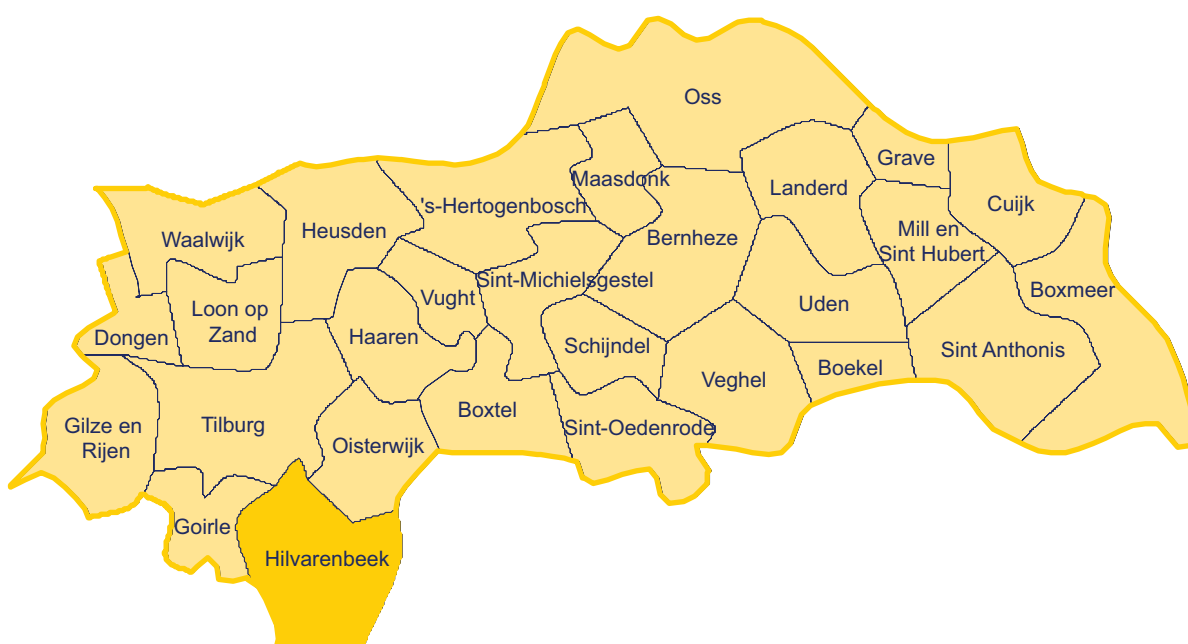 Oss
Grave
Maasdonk
Landerd
's-Hertogenbosch
Cuijk
Heusden
Waalwijk
Bernheze
Mill en
Sint Hubert
Sint-Michielsgestel
Boxmeer
Vught
Uden
Loon op
Zand
Dongen
Haaren
Schijndel
Sint Anthonis
Boekel
Veghel
Boxtel
Tilburg
Gilze en
Rijen
Sint-Oedenrode
Oisterwijk
Goirle
Hilvarenbeek